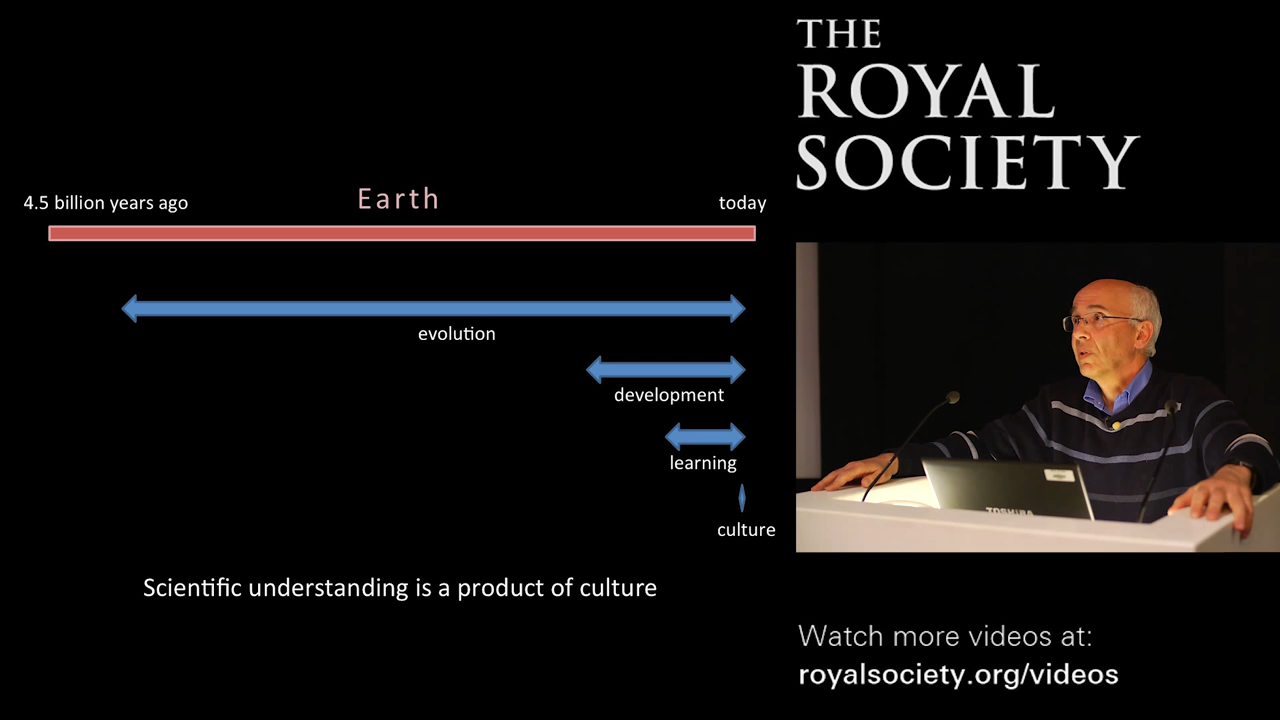 THE
ROYAL
SOCIETY
4.5 billion years ago
Earth
today
evolution
development
learning
culture
Scientific understanding is a product of culture
TOSHIBA
Watch more videos at:
royalsociety.org/videos